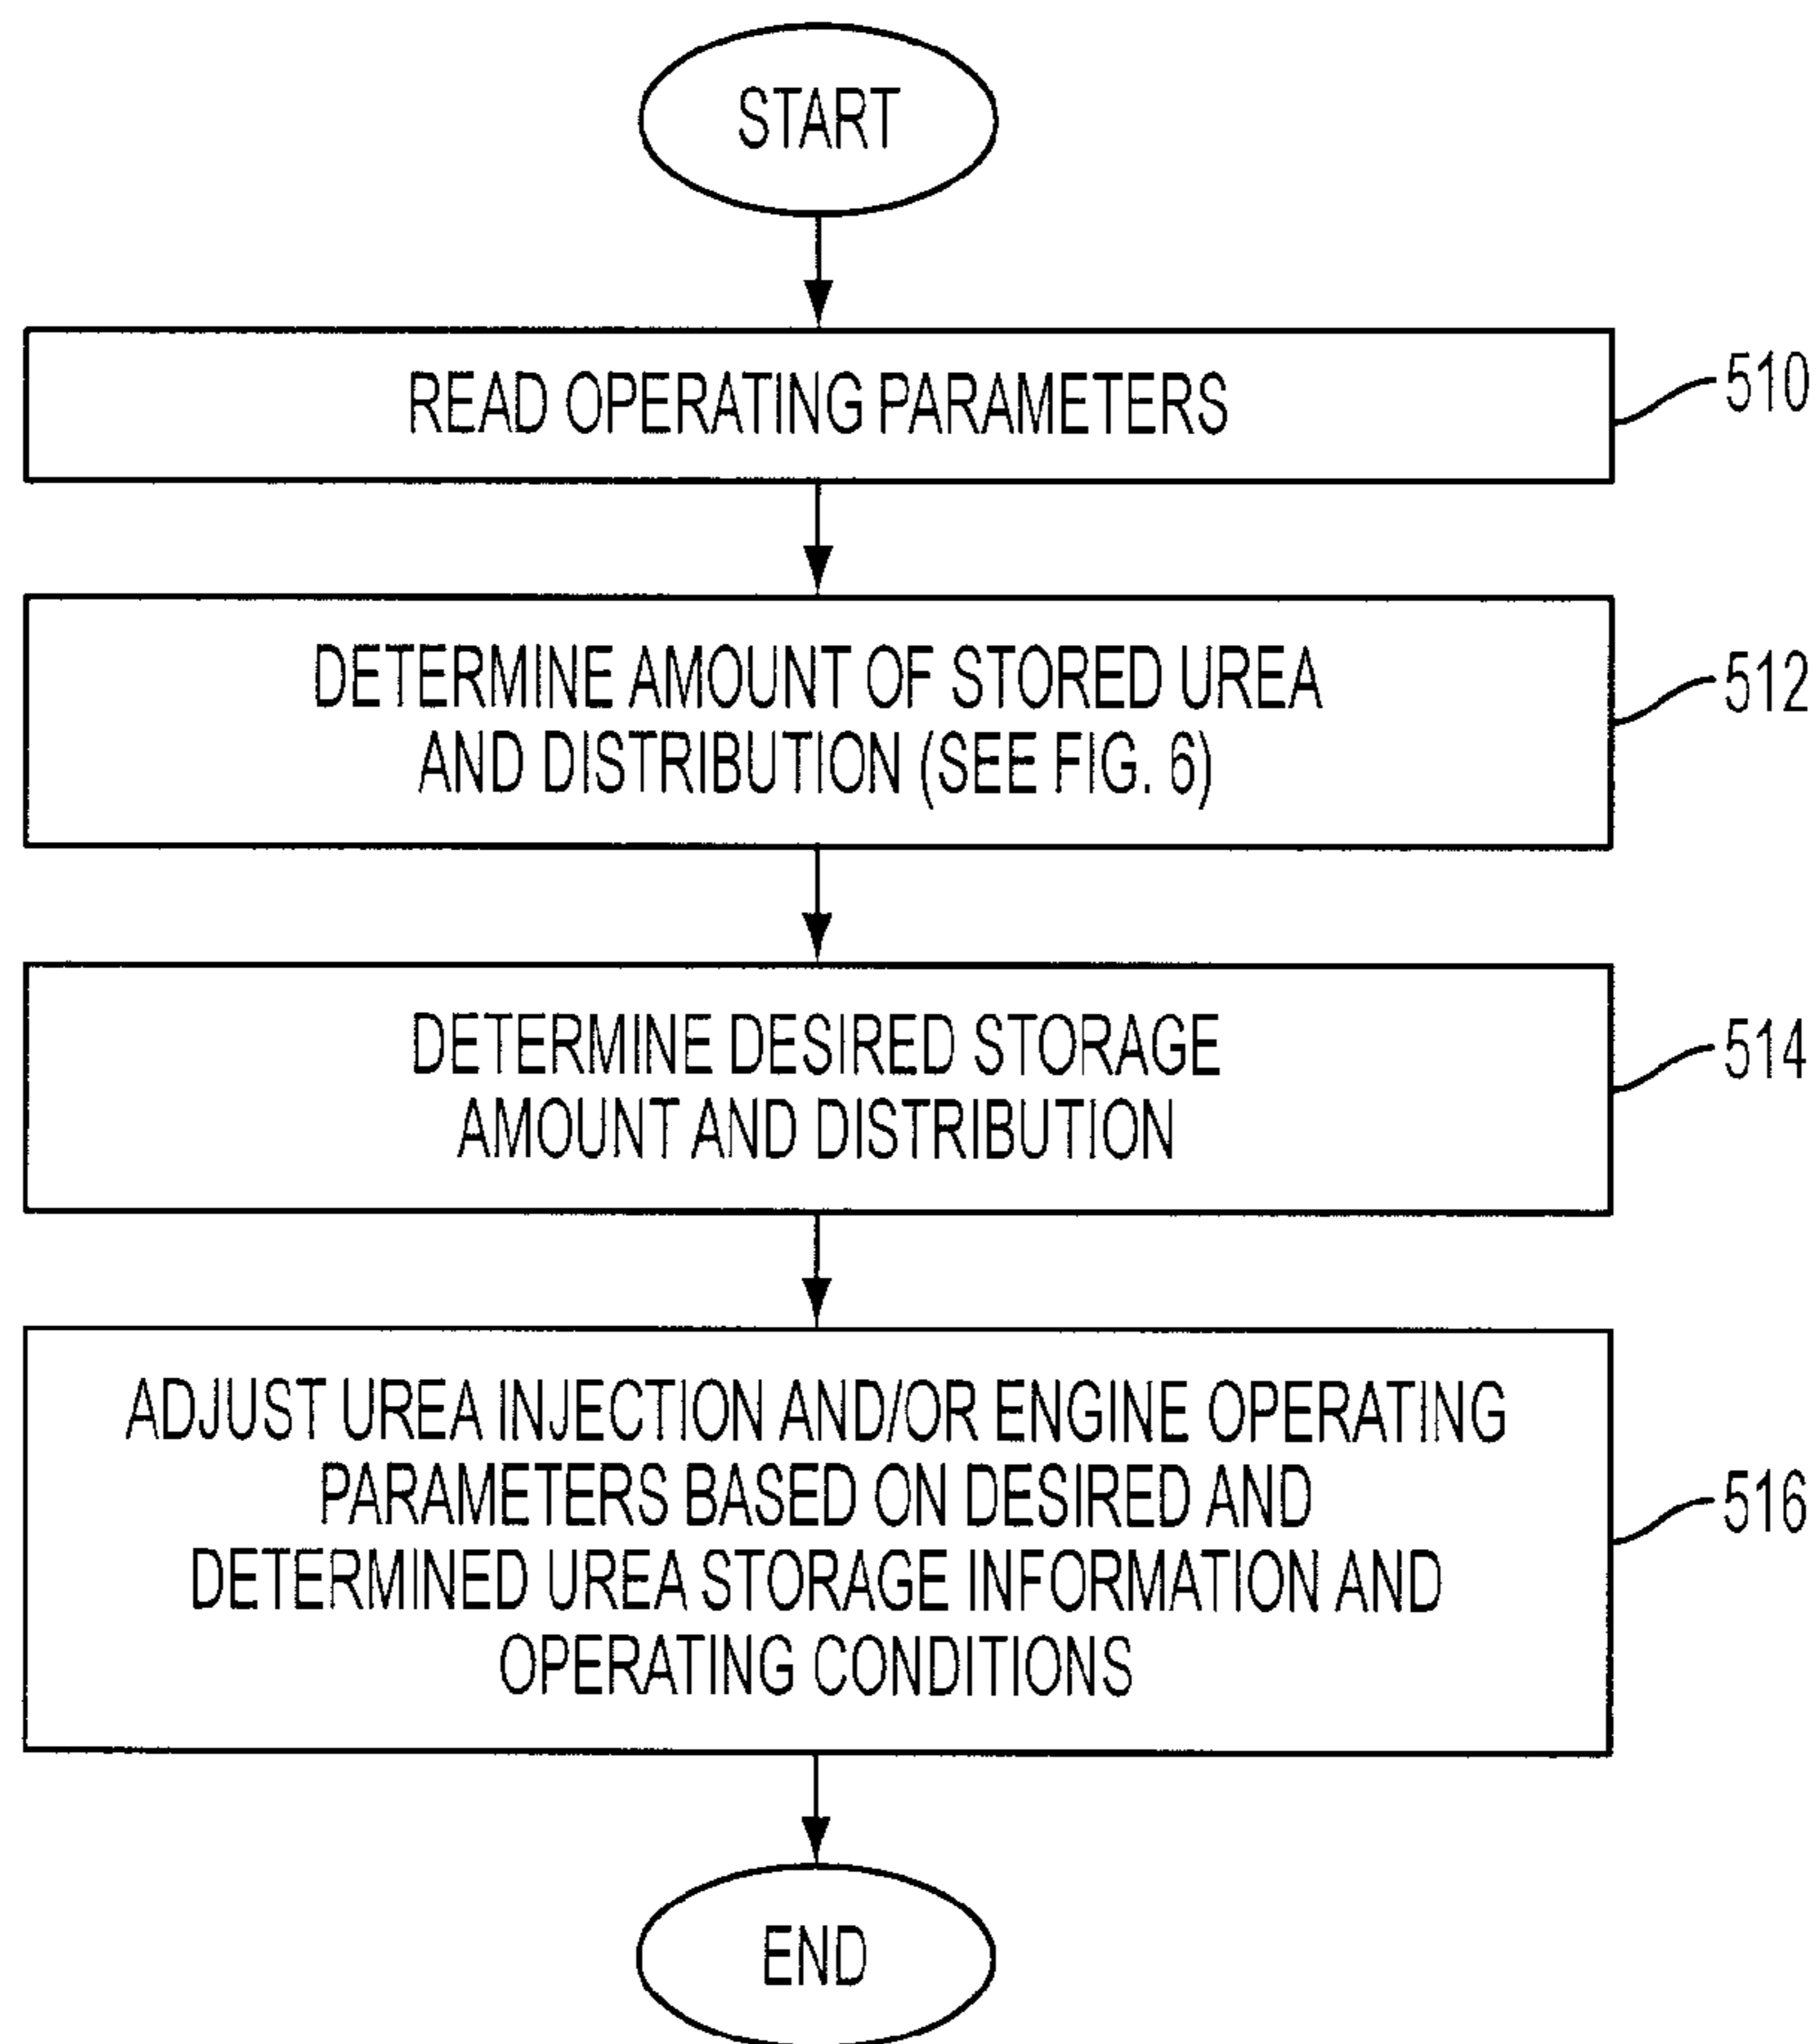 START
READ OPERATING PARAMETERS
510
DETERMINE AMOUNT OF STORED UREA
AND DISTRIBUTION (SEE FIG. 6)
512
DETERMINE DESIRED STORAGE
AMOUNT AND DISTRIBUTION
514
ADJUST UREA INJECTION AND/OR ENGINE OPERATING
PARAMETERS BASED ON DESIRED AND
DETERMINED UREA STORAGE INFORMATION AND
OPERATING CONDITIONS
516
END